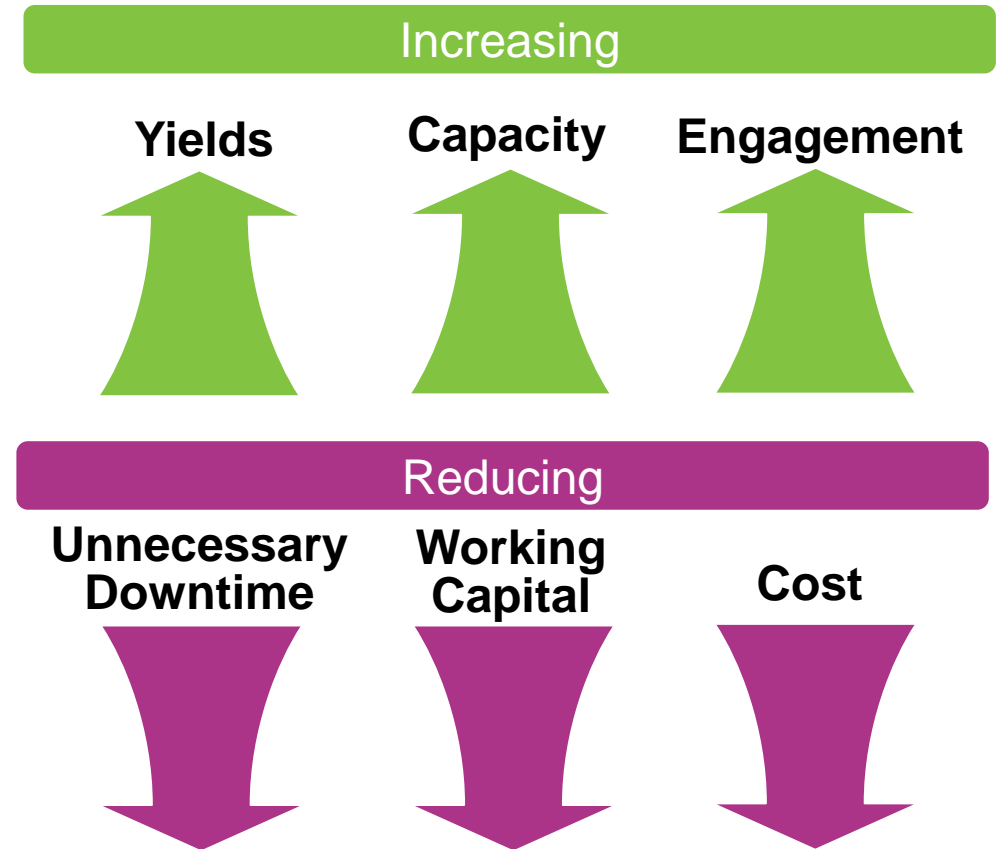 Increasing
Yields
Capacity
Engagement
Reducing
Unnecessary
Downtime
Working
Capital
Cost